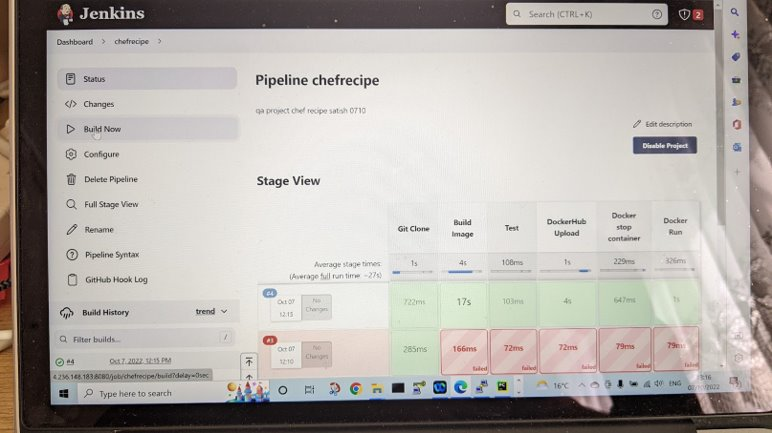 Jenkins
Search (CTRL+K)
2
Dashboard > chefrecipe >
Status
Changes
Build Now
Configure
Delete Pipeline
Full Stage View
Rename
Pipeline Syntax
GitHub Hook Log
Build History trend
Filter builds... /
#4 Oct 7, 2022, 12:15 PM
4.236.148.183:8080/job/chefrecipe/build?delay=0sec
Pipeline chefrecipe
qa project chef recipe satish 0710
Edit description
Disable Project
Stage View
Git Clone Build Image Test DockerHub Upload Docker stop container Docker Run
Average stage times: 1s 4s 108ms 1s 229ms 326ms
(Average full run time: ~27s)
#4 Oct 07 12:15 No Changes 722ms 17s 103ms 4s 647ms 1s
#3 Oct 07 12:10 No Changes 285ms 166ms failed 72ms failed 72ms failed 79ms failed 79ms failed
Type here to search
16°C ENG